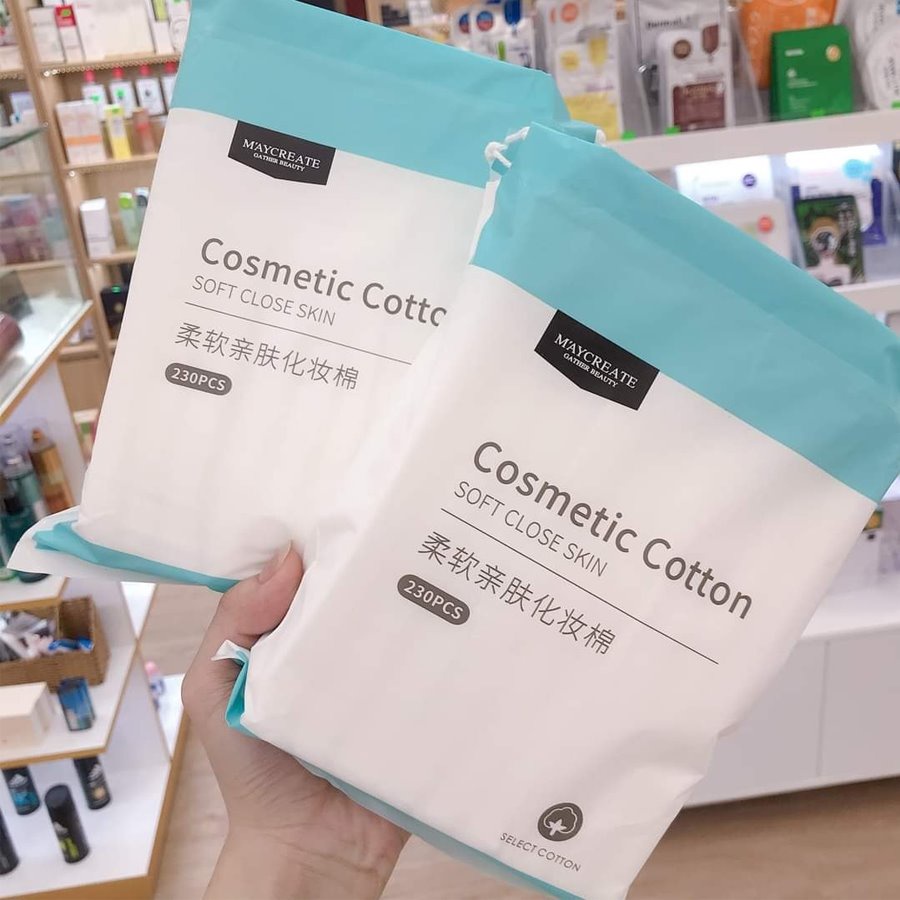 M'AYCREATE
GATHER BEAUTY
Cosmetic Cotto
SOFT CLOSE SKIN
柔软亲肤化妆棉
230PCS
M'AYCREATE
GATHER BEAUTY
Cosmetic Cotton
SOFT CLOSE SKIN
柔软亲肤化妆棉
230PCS
SELECT COTTON